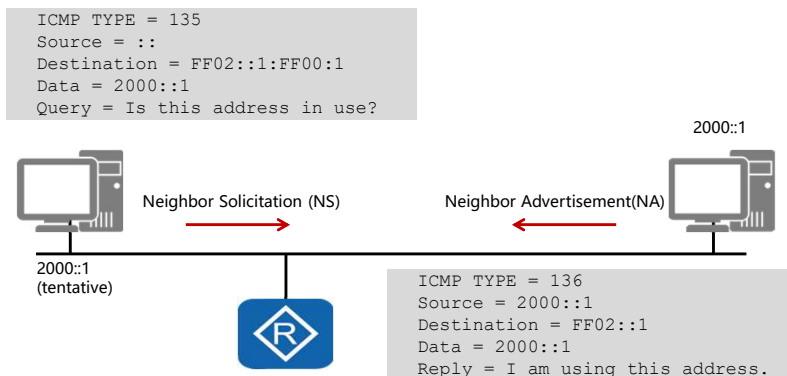 ICMP TYPE = 135
Source = ::
Destination = FF02::1:FF00:1
Data = 2000::1
Query = Is this address in use?
2000::1
Neighbor Solicitation (NS)
Neighbor Advertisement(NA)
2000::1
(tentative)
R
ICMP TYPE = 136
Source = 2000::1
Destination = FF02::1
Data = 2000::1
Reply = I am using this address.